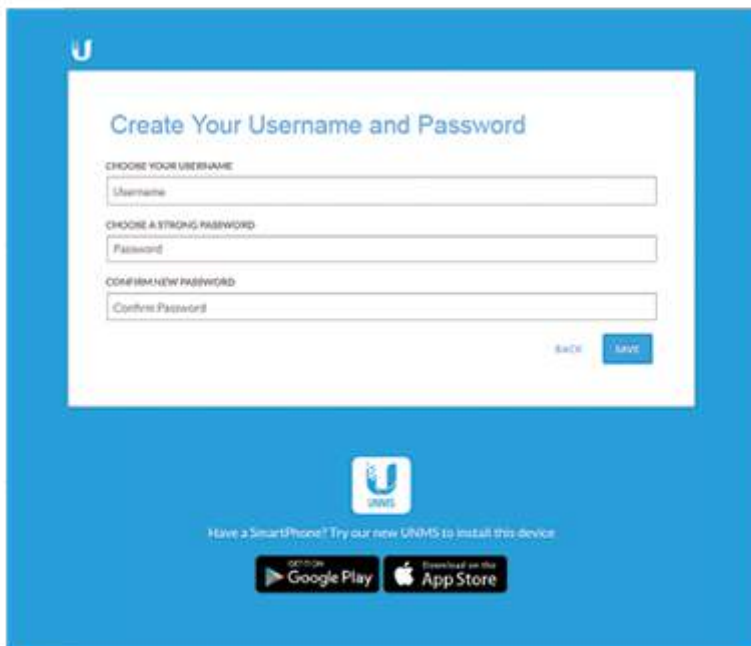 U
Create Your Username and Password
CHOOSE YOUR USERNAME
Username
CHOOSE A STRONG PASSWORD
Password
CONFIRM NEW PASSWORD
Confirm Password
BACK SAVE
U
UNMS
Have a SmartPhone? Try our new UNMS to install this device
GET IT ON Download on the
Google Play App Store